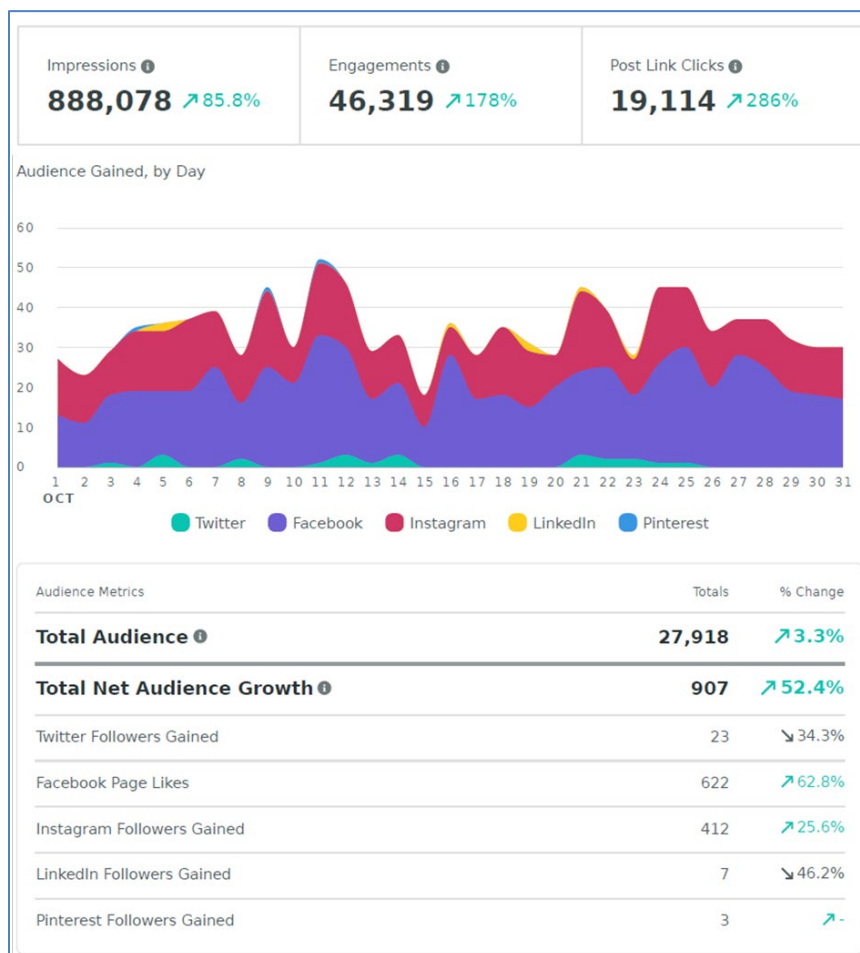 Impressions Engagements Post Link Clicks
888,078 ↗85.8% 46,319 ↗178% 19,114 ↗286%
Audience Gained, by Day
60
50
40
30
20
10
0
1 2 3 4 5 6 7 8 9 10 11 12 13 14 15 16 17 18 19 20 21 22 23 24 25 26 27 28 29 30 31
OCT
Twitter Facebook Instagram LinkedIn Pinterest
Audience Metrics Totals % Change
Total Audience 27,918 ↗3.3%
Total Net Audience Growth 907 ↗52.4%
Twitter Followers Gained 23 ↘34.3%
Facebook Page Likes 622 ↗62.8%
Instagram Followers Gained 412 ↗25.6%
LinkedIn Followers Gained 7 ↘46.2%
Pinterest Followers Gained 3 ↗-